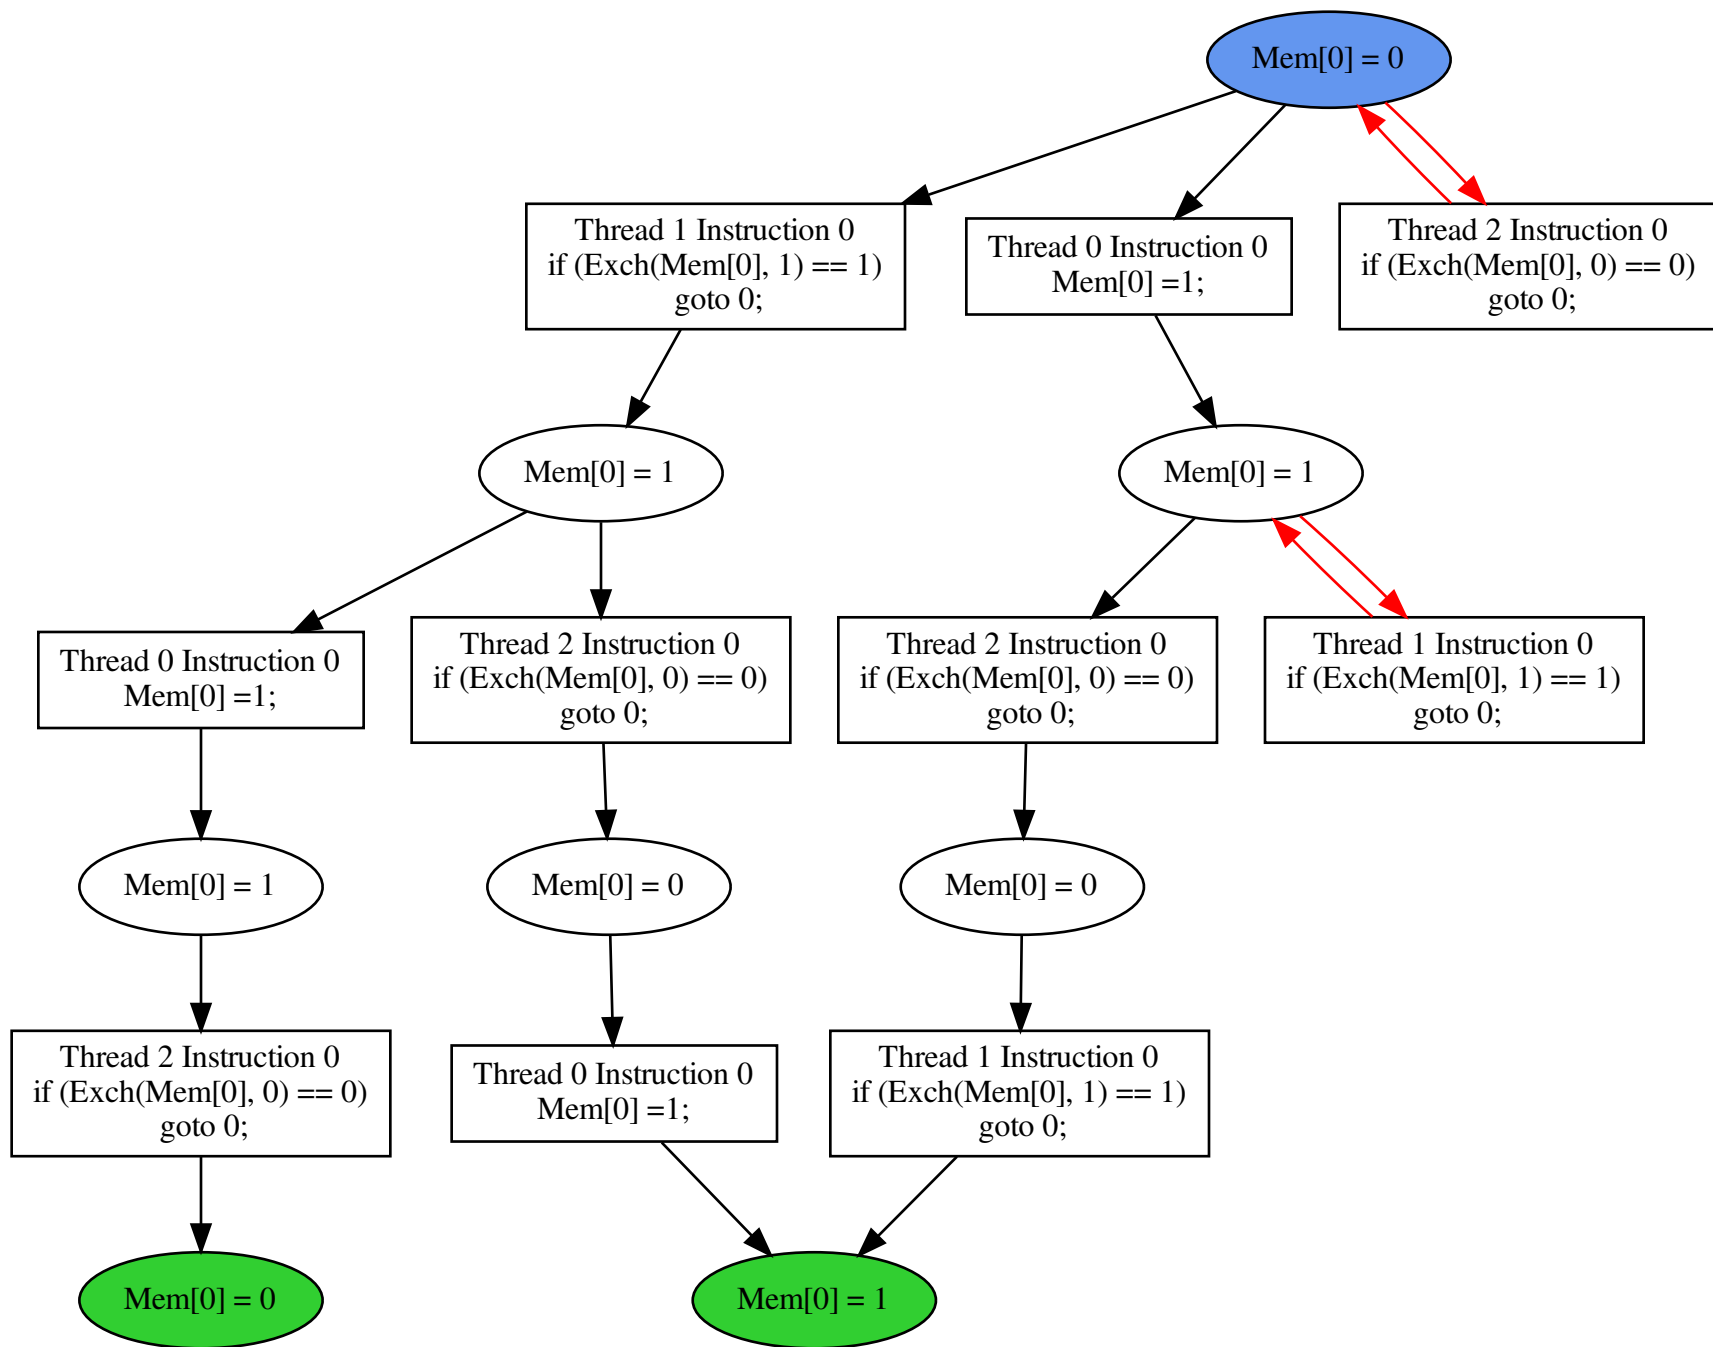 Mem[0] = 0
Thread 1 Instruction 0
if (Exch(Mem[0], 1) == 1)
goto 0;
Thread 0 Instruction 0
Mem[0] =1;
Thread 2 Instruction 0
if (Exch(Mem[0], 0) == 0)
goto 0;
Mem[0] = 1
Mem[0] = 1
Thread 0 Instruction 0
Mem[0] =1;
Thread 2 Instruction 0
if (Exch(Mem[0], 0) == 0)
goto 0;
Thread 2 Instruction 0
if (Exch(Mem[0], 0) == 0)
goto 0;
Thread 1 Instruction 0
if (Exch(Mem[0], 1) == 1)
goto 0;
Mem[0] = 1
Mem[0] = 0
Mem[0] = 0
Thread 2 Instruction 0
if (Exch(Mem[0], 0) == 0)
goto 0;
Thread 0 Instruction 0
Mem[0] =1;
Thread 1 Instruction 0
if (Exch(Mem[0], 1) == 1)
goto 0;
Mem[0] = 0
Mem[0] = 1